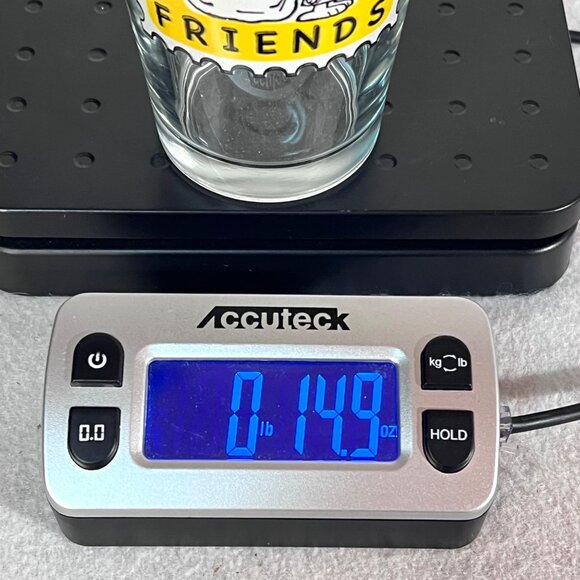 FRIENDS
Accuteck
kg lb
0 lb 14.9 oz
0.0
HOLD